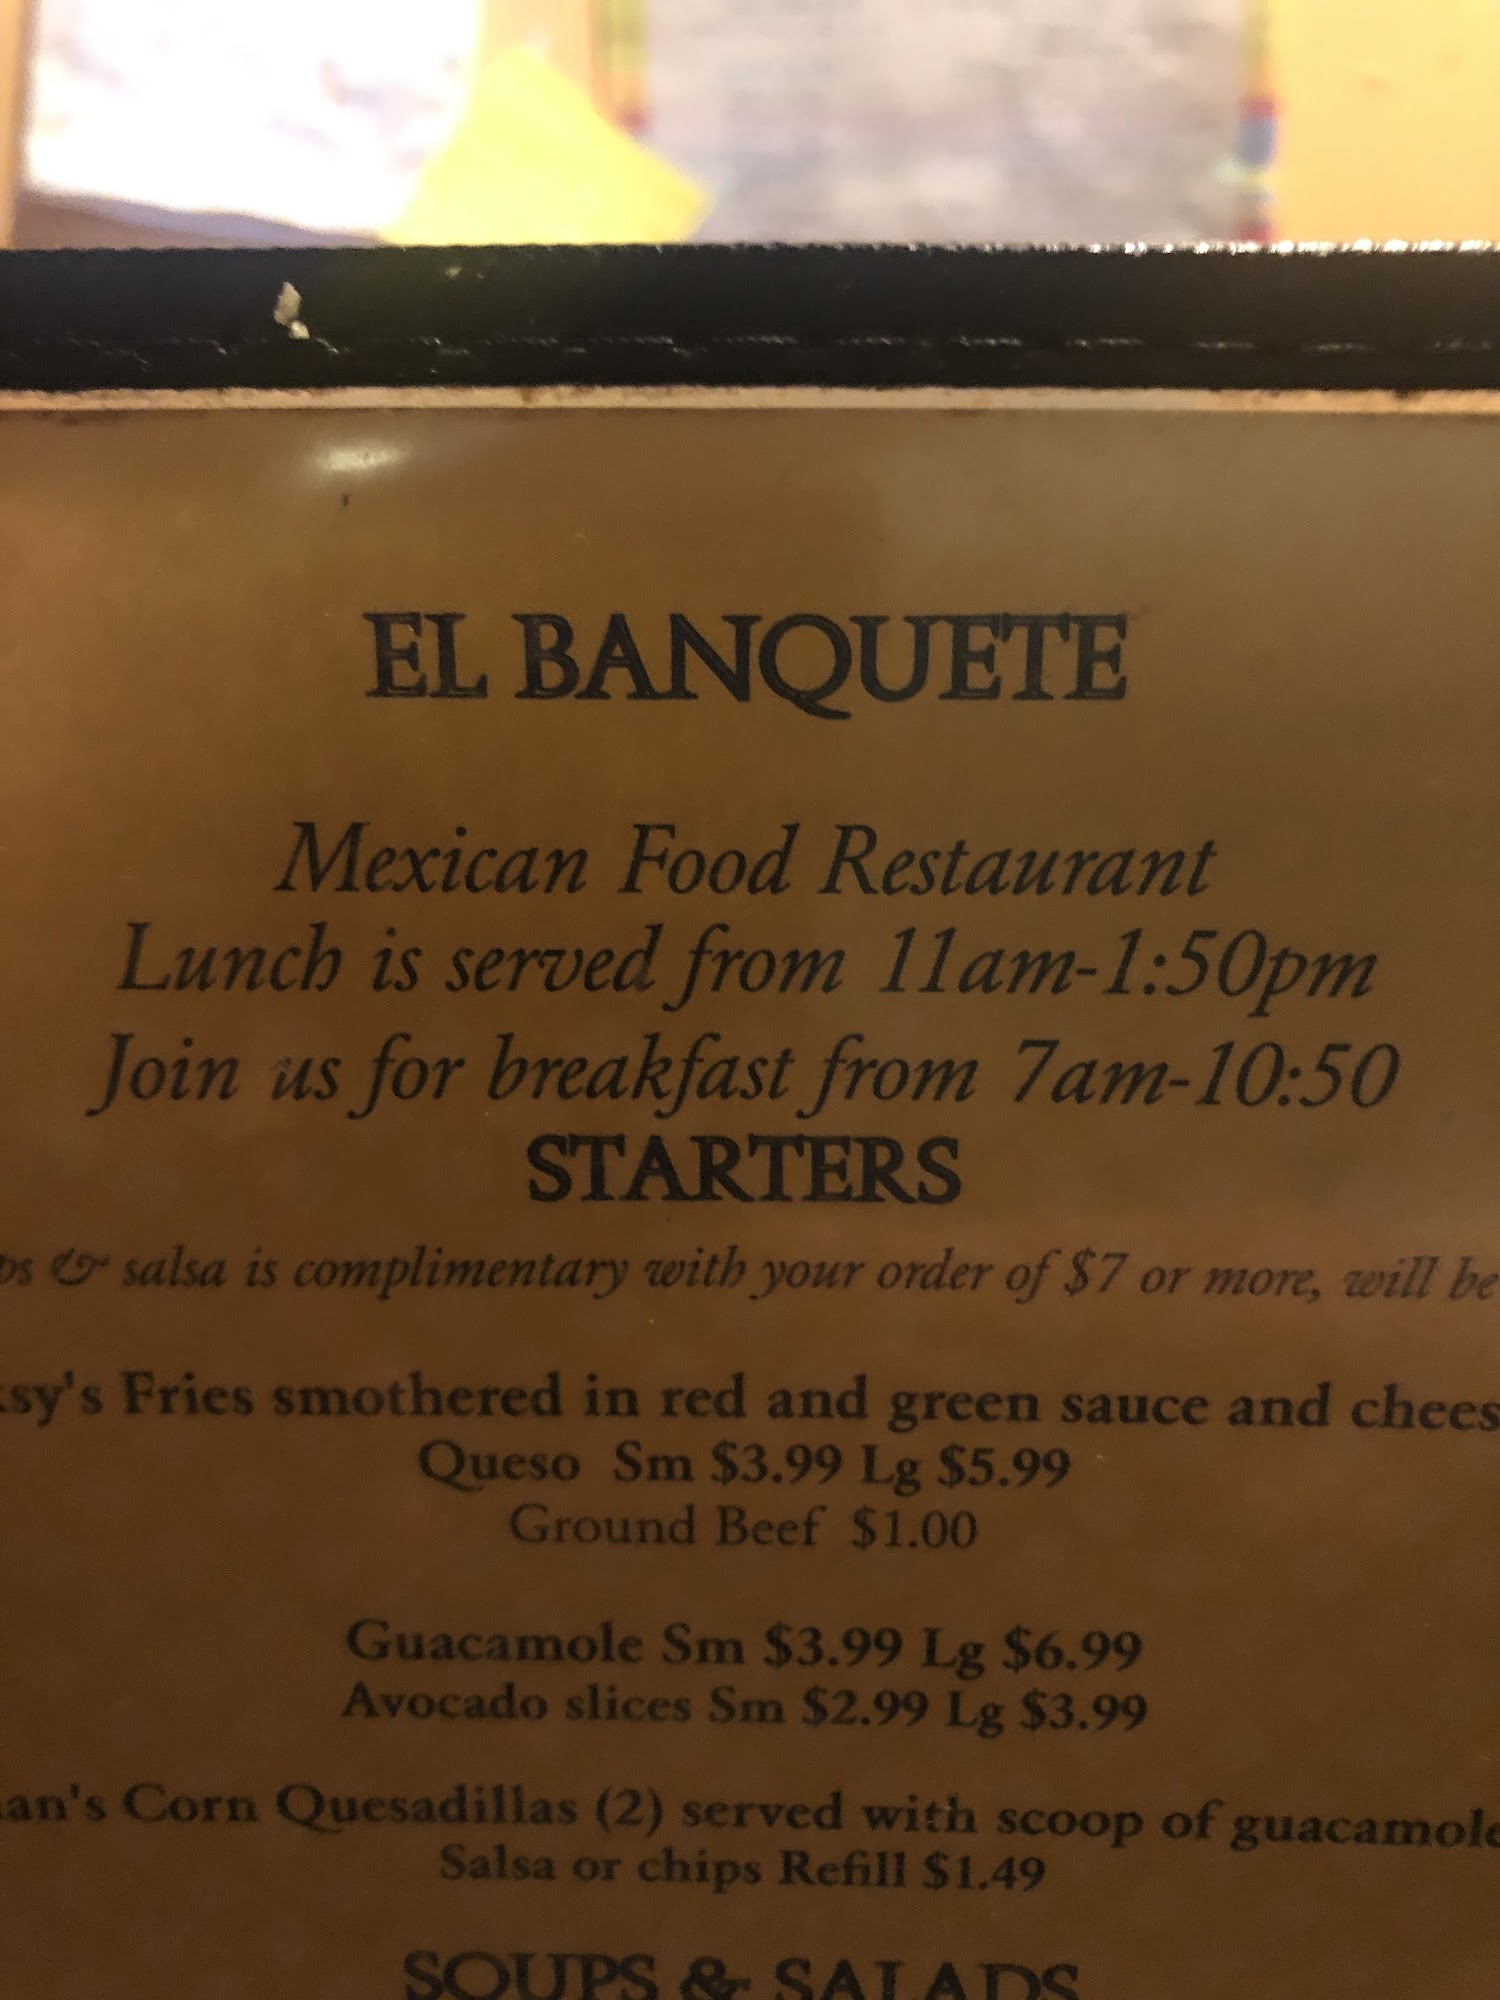 EL BANQUETE
Mexican Food Restaurant
Lunch is served from 11am-1:50pm
Join us for breakfast from 7am-10:50
STARTERS
& salsa is complimentary with your order of $7 or more, will be
Fries smothered in red and green sauce and
Queso Sm $3.99 Lg $5.99
Ground Beef $1.00
Guacamole Sm $3.99 Lg $6.99
Avocado slices Sm $2.99 Lg $3.99
Corn Quesadillas (2) served with scoop of guacamole
Salsa or chips Refill $1.49
SOUPS & SALADS